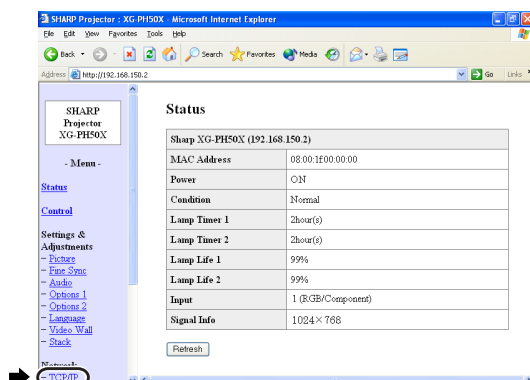 SHARP Projector : XG-PH50X - Microsoft Internet Explorer
File Edit View Favorites Tools Help
Back Search Favorites Media
Address http://192.168.150.2 Go Links
SHARP
Projector
XG-PH50X
- Menu -
Status
Control
Settings &
Adjustments
- Picture
- Fine Sync
- Audio
- Options 1
- Options 2
- Language
- Video Wall
- Stack
Network
- TCP/IP
Status
Sharp XG-PH50X (192.168.150.2)
MAC Address 08:00:1f:00:00:00
Power ON
Condition Normal
Lamp Timer 1 2hour(s)
Lamp Timer 2 2hour(s)
Lamp Life 1 99%
Lamp Life 2 99%
Input 1 (RGB/Component)
Signal Info 1024×768
Refresh